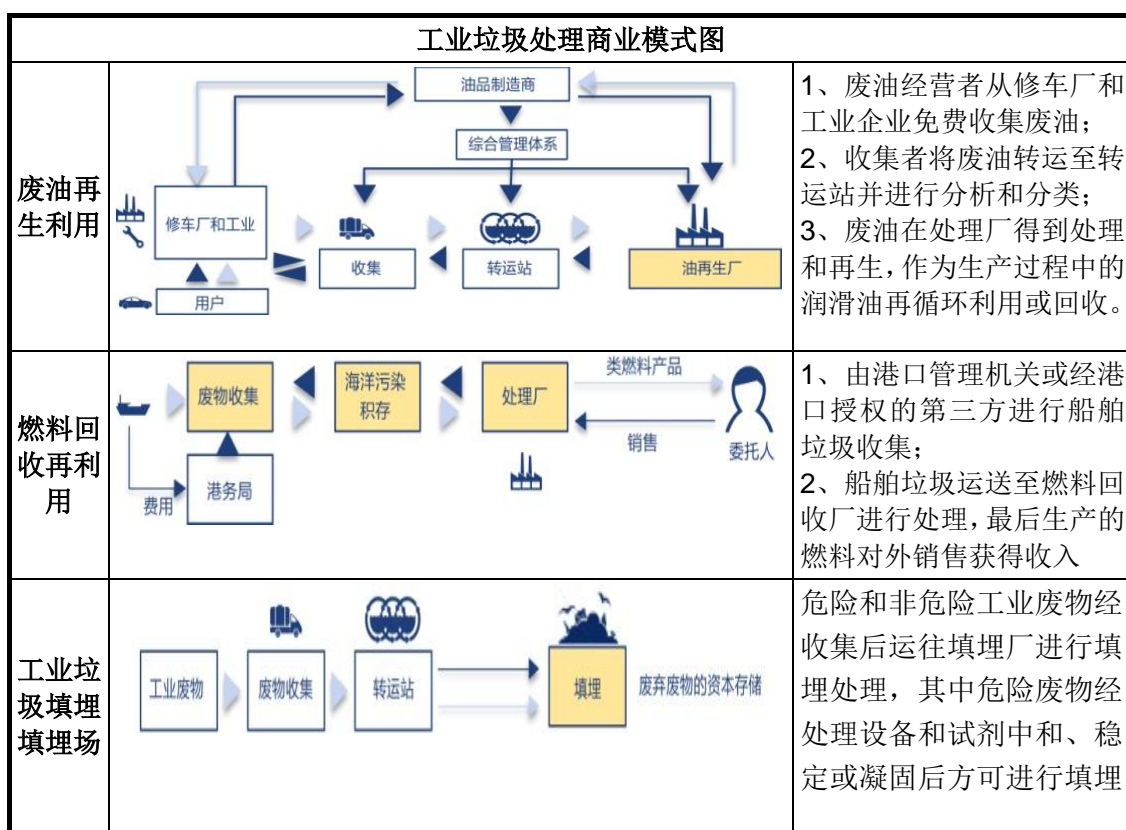 工业垃圾处理商业模式图
废油再
生利用
油品制造商
综合管理体系
修车厂和工业
收集
转运站
油再生厂
用户
1、废油经营者从修车厂和
工业企业免费收集废油；
2、收集者将废油转运至转
运站并进行分析和分类；
3、废油在处理厂得到处理
和再生，作为生产过程中的
润滑油再循环利用或回收。
燃料回
收再利
用
废物收集
海洋污染
积存
处理厂
类燃料产品
销售
委托人
费用
港务局
1、由港口管理机关或经港
口授权的第三方进行船舶
垃圾收集；
2、船舶垃圾运送至燃料回
收厂进行处理，最后生产的
燃料对外销售获得收入
工业垃
圾填埋
填埋场
工业废物
废物收集
转运站
填埋
废弃废物的资本存储
危险和非危险工业废物经
收集后运往填埋厂进行填
埋处理，其中危险废物经
处理设备和试剂中和、稳
定或凝固后方可进行填埋